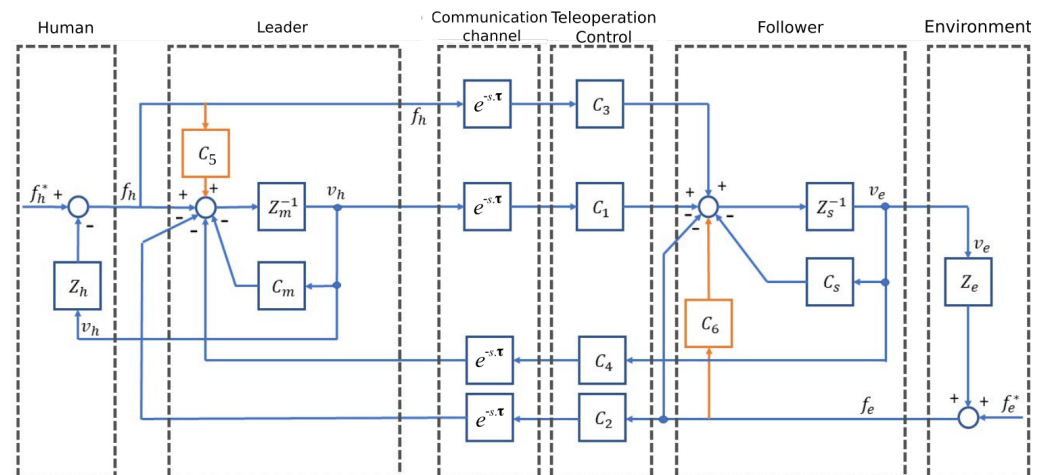 Human
Leader
Communication
channel
Teleoperation
Control
Follower
Environment
e^{-s.τ}
C_3
f_h
C_5
f_h^* +
f_h
+
+
Z_m^{-1}
v_h
e^{-s.τ}
C_1
+
+
Z_s^{-1}
v_e
-
-
-
-
-
-
-
v_e
Z_h
C_m
C_s
Z_e
v_h
C_6
e^{-s.τ}
C_4
e^{-s.τ}
C_2
f_e
+
+
f_e^*